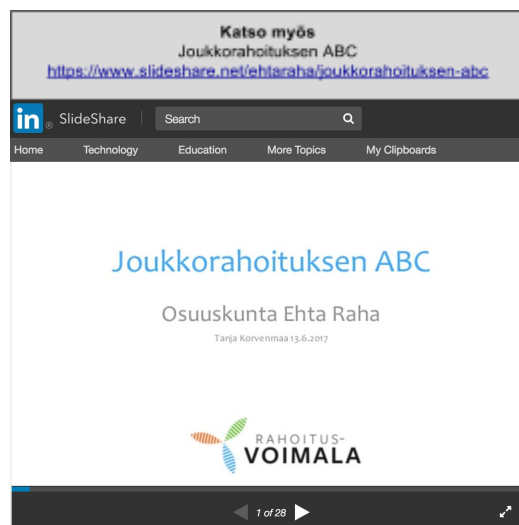 Katso myös
Joukkorahoituksen ABC
https://www.slideshare.net/ehtaraha/joukkorahoituksen-abc
in® SlideShare Search
Home Technology Education More Topics My Clipboards
Joukkorahoituksen ABC
Osuuskunta Ehta Raha
Tanja Korvenmaa 13.6.2017
RAHOITUS-
VOIMALA
1 of 28